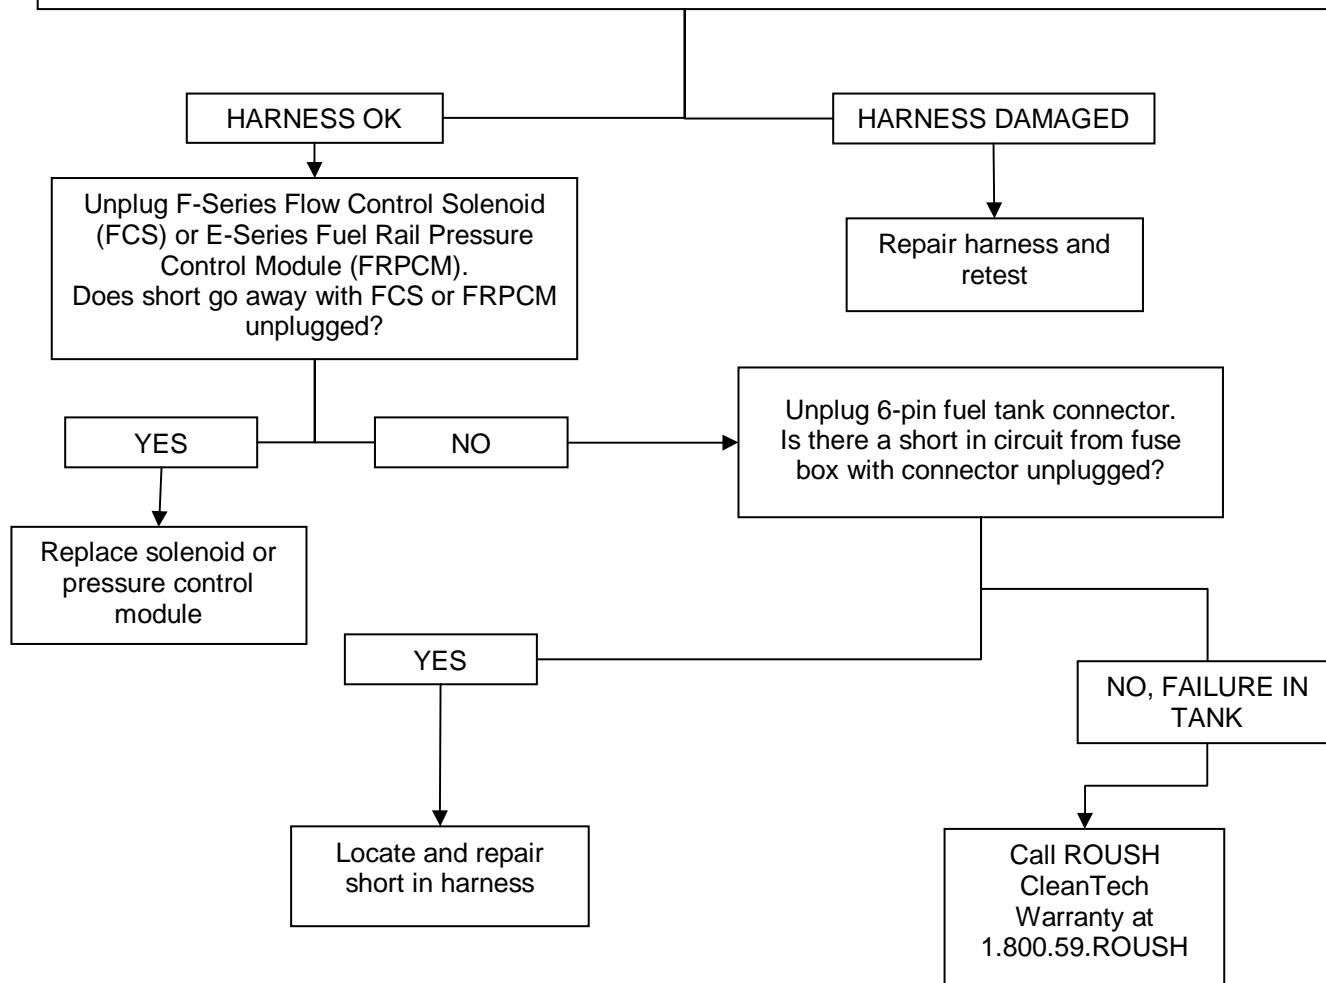 HARNESS OK
HARNESS DAMAGED
Unplug F-Series Flow Control Solenoid
(FCS) or E-Series Fuel Rail Pressure
Control Module (FRPCM).
Does short go away with FCS or FRPCM
unplugged?
Repair harness and
retest
YES
NO
Unplug 6-pin fuel tank connector.
Is there a short in circuit from fuse
box with connector unplugged?
Replace solenoid or
pressure control
module
YES
NO, FAILURE IN
TANK
Locate and repair
short in harness
Call ROUSH
CleanTech
Warranty at
1.800.59.ROUSH